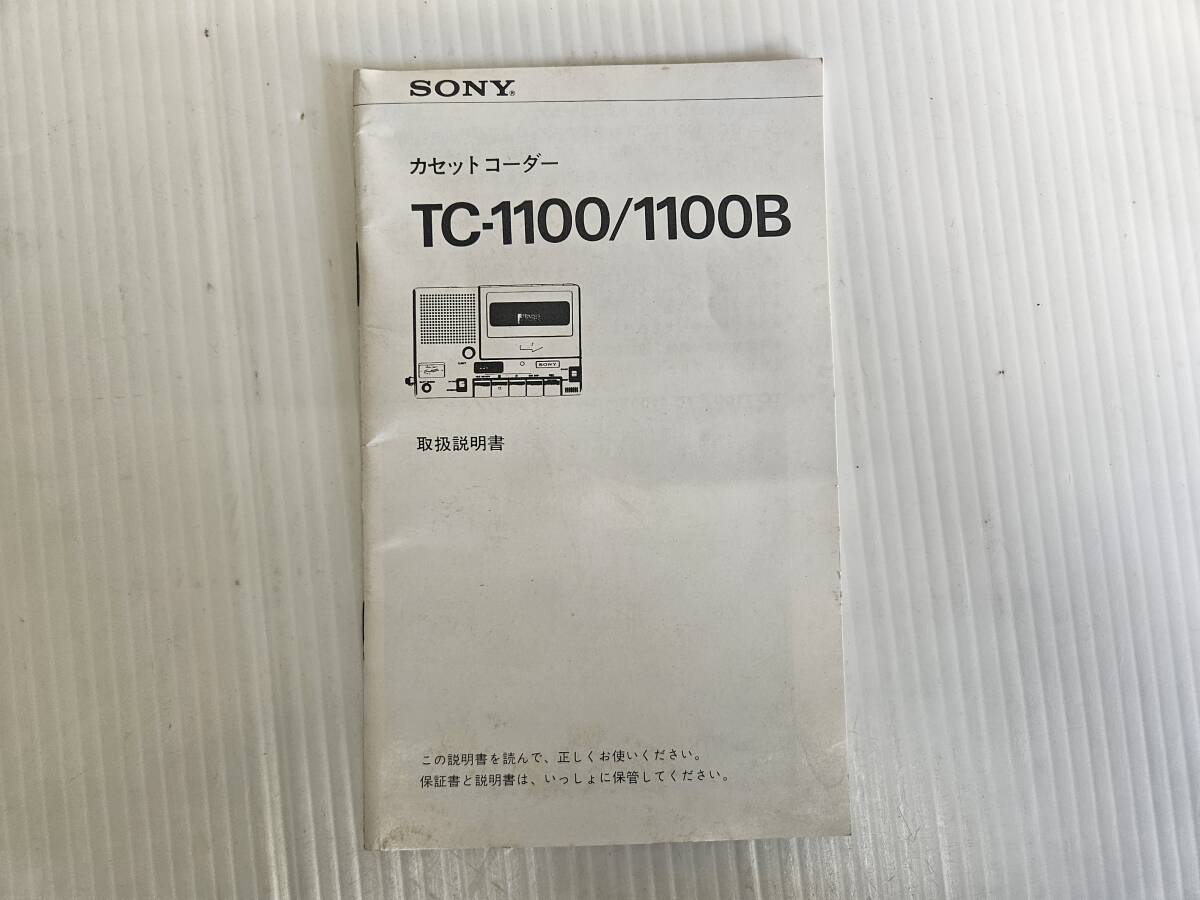 SONY®
カセットコーダー
TC-1100/1100B
SONY
取扱説明書
この説明書を読んで、正しくお使いください。
保証書と説明書は、いっしょに保管してください。